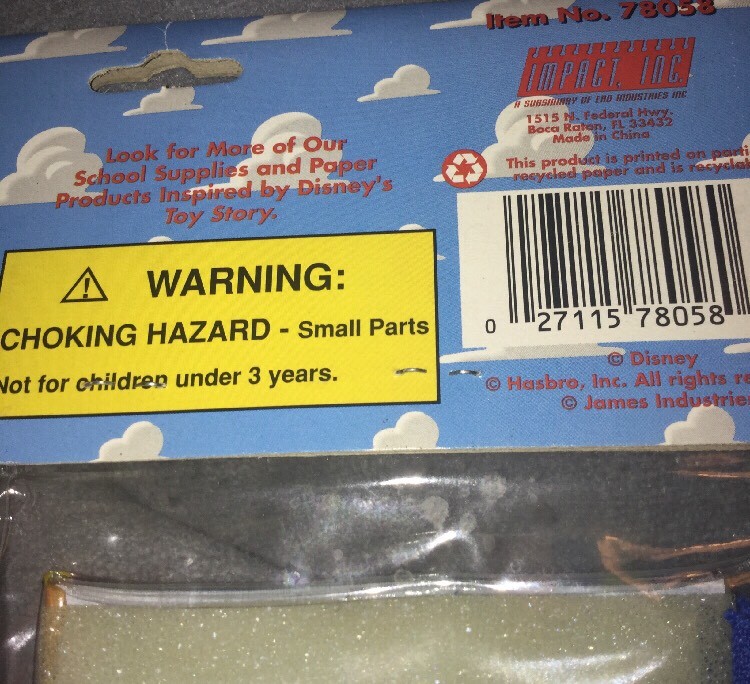 Item No. 78058
IMPACT, INC.
A SUBSIDIARY OF EKO INDUSTRIES INC
1515 N. Federal Hwy.
Boca Raton, FL 33432
Made in China
This product is printed on parti
recycled paper and is recyclab
Look for More of Our
School Supplies and Paper
Products Inspired by Disney's
Toy Story.
WARNING:
CHOKING HAZARD - Small Parts
Not for children under 3 years.
0 27115 78058
© Disney
© Hasbro, Inc. All rights re
© James Industries